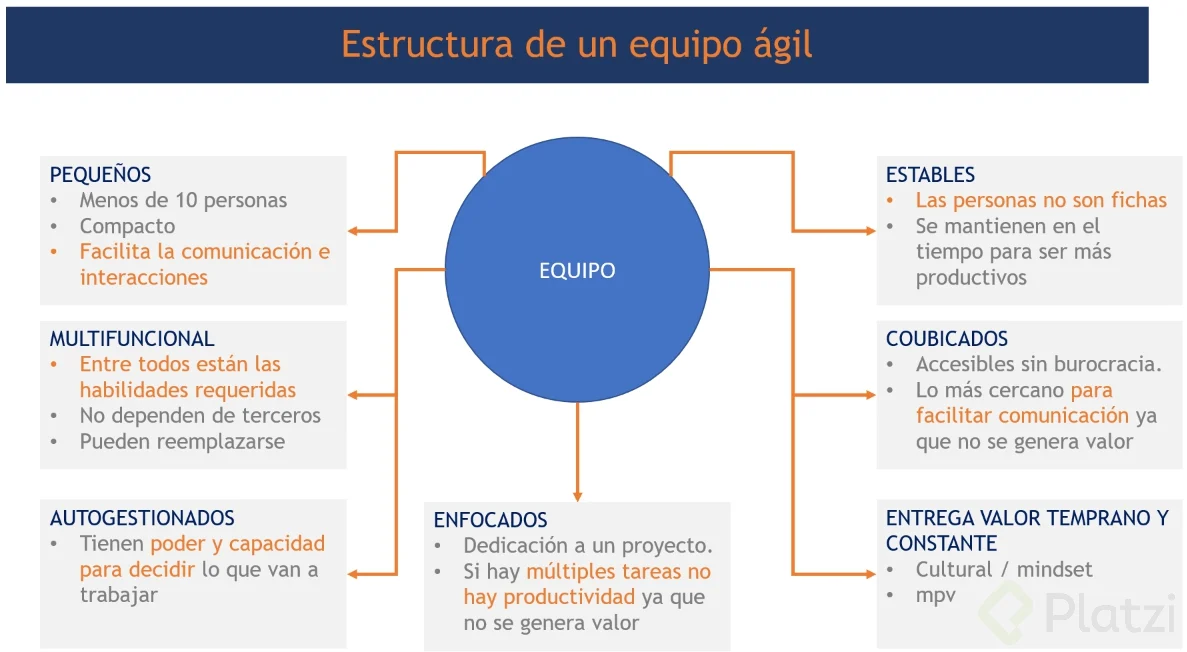 Estructura de un equipo ágil
PEQUEÑOS
• Menos de 10 personas
• Compacto
• Facilita la comunicación e
interacciones
MULTIFUNCIONAL
• Entre todos están las
habilidades requeridas
• No dependen de terceros
• Pueden reemplazarse
AUTOGESTIONADOS
• Tienen poder y capacidad
para decidir lo que van a
trabajar
EQUIPO
ENFOCADOS
• Dedicación a un proyecto.
• Si hay múltiples tareas no
hay productividad ya que
no se genera valor
ESTABLES
• Las personas no son fichas
• Se mantienen en el
tiempo para ser más
productivos
COUBICADOS
• Accesibles sin burocracia.
• Lo más cercano para
facilitar comunicación ya
que no se genera valor
ENTREGA VALOR TEMPRANO Y
CONSTANTE
• Cultural / mindset
• mpv
Platzi